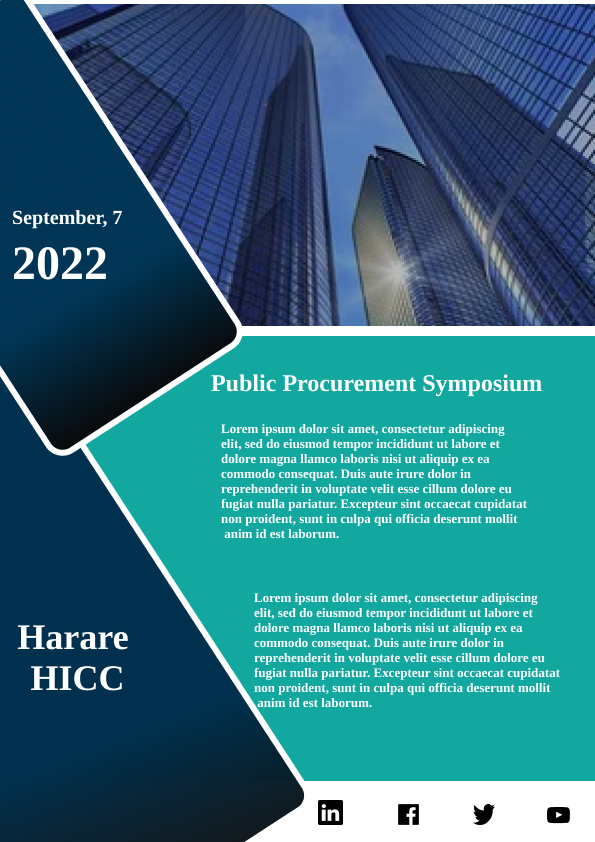 September, 7
2022
Public Procurement Symposium
Lorem ipsum dolor sit amet, consectetur adipiscing
elit, sed do eiusmod tempor incididunt ut labore et
dolore magna llamco laboris nisi ut aliquip ex ea
commodo consequat. Duis aute irure dolor in
reprehenderit in voluptate velit esse cillum dolore eu
fugiat nulla pariatur. Excepteur sint occaecat cupidatat
non proident, sunt in culpa qui officia deserunt mollit
anim id est laborum.
Lorem ipsum dolor sit amet, consectetur adipiscing
elit, sed do eiusmod tempor incididunt ut labore et
dolore magna llamco laboris nisi ut aliquip ex ea
commodo consequat. Duis aute irure dolor in
reprehenderit in voluptate velit esse cillum dolore eu
fugiat nulla pariatur. Excepteur sint occaecat cupidatat
non proident, sunt in culpa qui officia deserunt mollit
anim id est laborum.
Harare
HICC